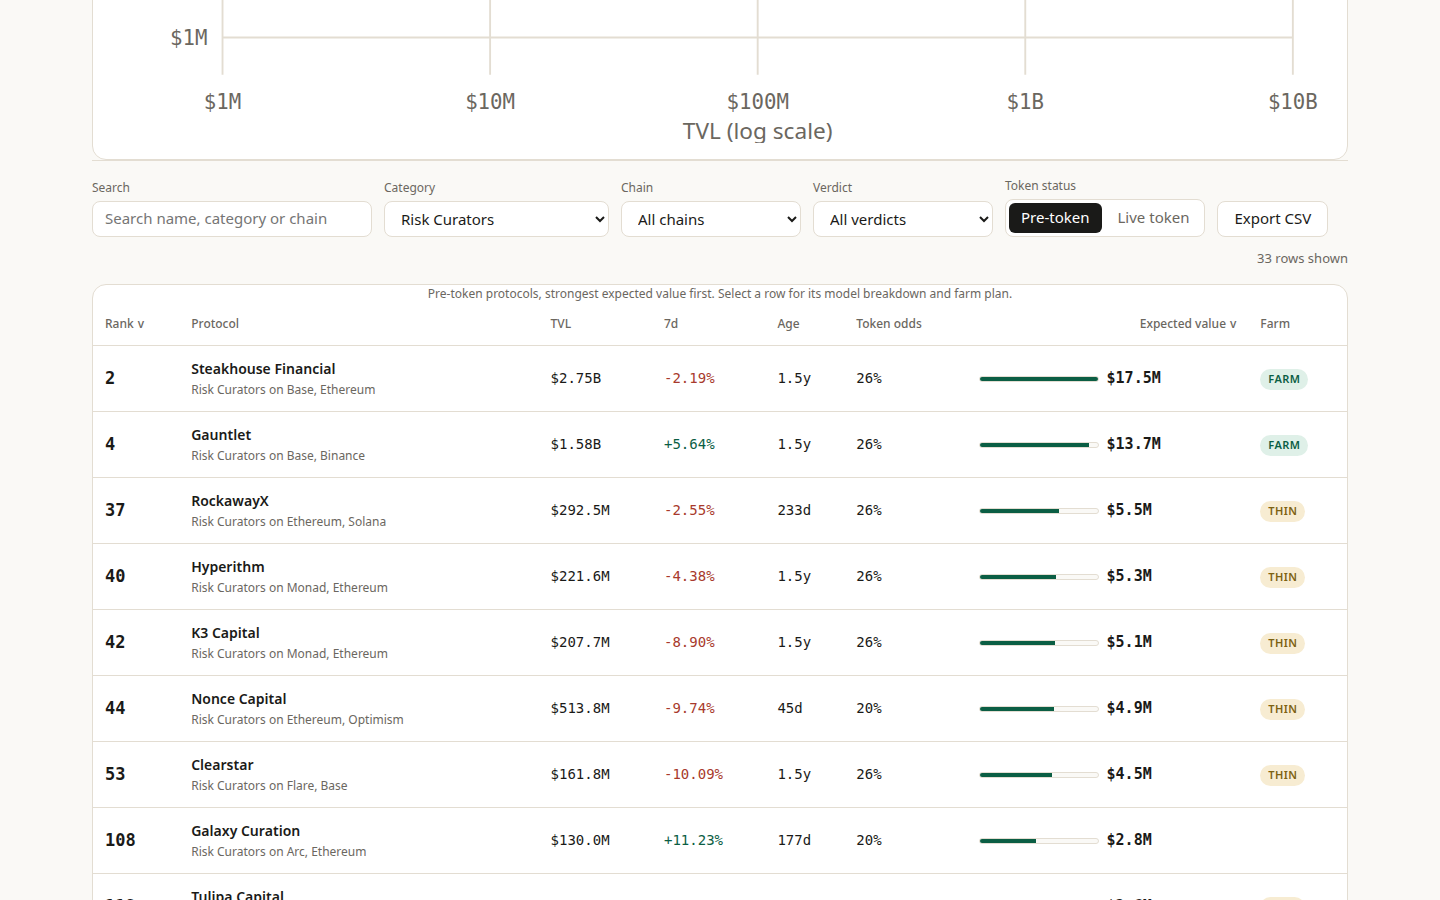 $1M
$1M $10M $100M $1B $10B
TVL (log scale)
Search Category Chain Verdict Token status
Search name, category or chain Risk Curators All chains All verdicts Pre-token Live token Export CSV
33 rows shown
Pre-token protocols, strongest expected value first. Select a row for its model breakdown and farm plan.
Rank v Protocol TVL 7d Age Token odds Expected value v Farm
2 Steakhouse Financial $2.75B -2.19% 1.5y 26% $17.5M FARM
Risk Curators on Base, Ethereum
4 Gauntlet $1.58B +5.64% 1.5y 26% $13.7M FARM
Risk Curators on Base, Binance
37 RockawayX $292.5M -2.55% 233d 26% $5.5M THIN
Risk Curators on Ethereum, Solana
40 Hyperithm $221.6M -4.38% 1.5y 26% $5.3M THIN
Risk Curators on Monad, Ethereum
42 K3 Capital $207.7M -8.90% 1.5y 26% $5.1M THIN
Risk Curators on Monad, Ethereum
44 Nonce Capital $513.8M -9.74% 45d 20% $4.9M THIN
Risk Curators on Ethereum, Optimism
53 Clearstar $161.8M -10.09% 1.5y 26% $4.5M THIN
Risk Curators on Flare, Base
108 Galaxy Curation $130.0M +11.23% 177d 20% $2.8M
Risk Curators on Arc, Ethereum
Tulipa Capital